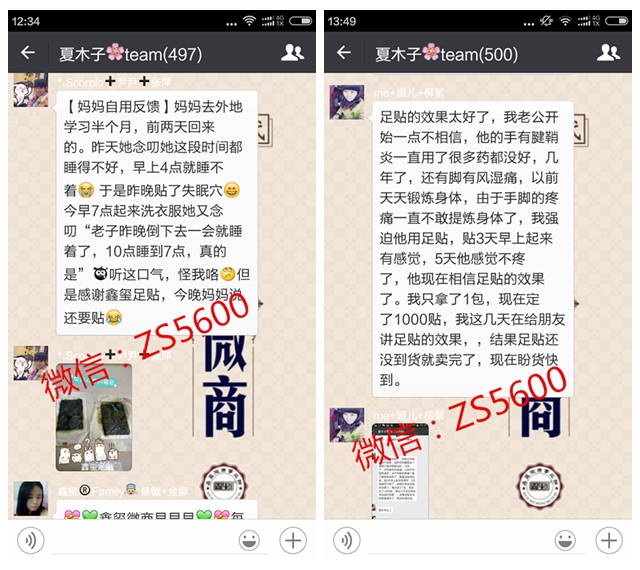 12:34
4G
1X
夏木子🌸team(497)
*.Scorpio➕尹尹➕张萍
【妈妈自用反馈】妈妈去外地
学习半个月，前两天回来
的。昨天她念叨她这段时间都
睡得不好，早上4点就睡不
着😭 于是昨晚贴了失眠穴😄
今早7点起来洗衣服她又念
叨“老子昨晚倒下去一会就睡
着了，10点睡到7点，真的
是”听这口气，怪我咯🤔但
是感谢鑫玺足贴，今晚妈妈说
还要贴😂
微信：ZS5600
微商
鑫玺®Family
鑫玺微商
13:49
4G
1X
夏木子🌸team(500)
me+媚儿+柳絮
足贴的效果太好了，我老公开
始一点不相信，他的手有腱鞘
炎一直用了很多药都没好，几
年了，还有脚有风湿痛，以前
天天锻炼身体，由于手脚的疼
痛一直不敢提炼身体了，我强
迫他用足贴，贴3天早上起来
有感觉，5天他感觉不疼
了，他现在相信足贴的效果
了。我只拿了1包，现在定
了1000贴，我这几天在给朋友
讲足贴的效果，，结果足贴还
没到货就卖完了，现在盼货快
到。
微信：ZS5600
me+媚儿+柳絮
商